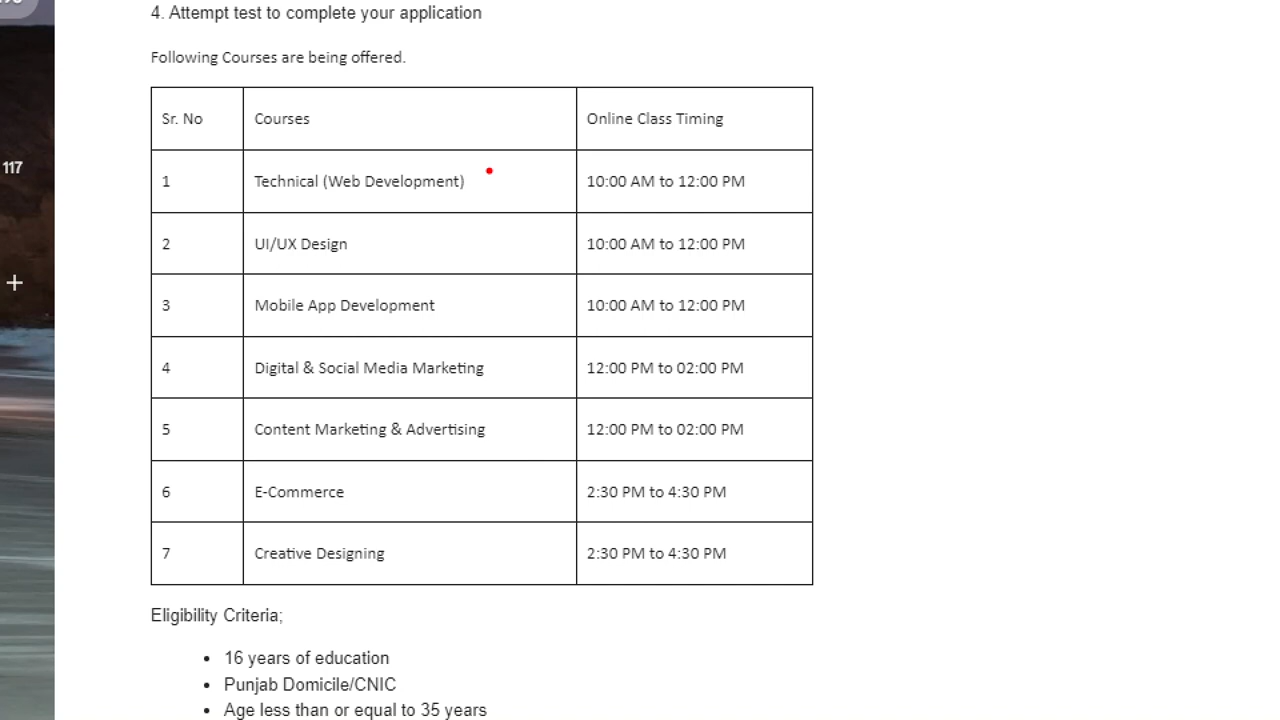 4. Attempt test to complete your application
Following Courses are being offered.
Sr. No Courses Online Class Timing
117
1 Technical (Web Development) 10:00 AM to 12:00 PM
2 UI/UX Design 10:00 AM to 12:00 PM
3 Mobile App Development 10:00 AM to 12:00 PM
4 Digital & Social Media Marketing 12:00 PM to 02:00 PM
5 Content Marketing & Advertising 12:00 PM to 02:00 PM
6 E-Commerce 2:30 PM to 4:30 PM
7 Creative Designing 2:30 PM to 4:30 PM
Eligibility Criteria;
• 16 years of education
• Punjab Domicile/CNIC
• Age less than or equal to 35 years